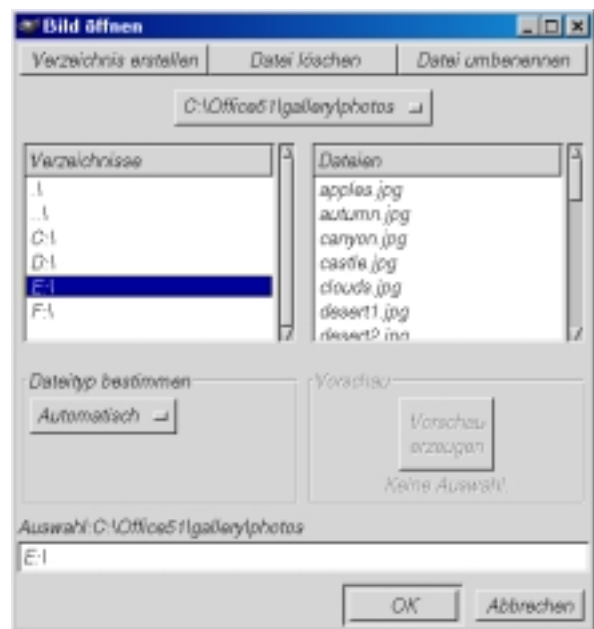 Bild öffnen
Verzeichnis erstellen Datei löschen Datei umbenennen
C:\Office51\gallery\photos
Verzeichnisse
.\
..\
C:\
D:\
E:\
F:\
Dateien
apples.jpg
autumn.jpg
canyon.jpg
castle.jpg
clouds.jpg
desert1.jpg
desert2.jpg
Dateityp bestimmen
Automatisch
Vorschau
Vorschau
erzeugen
Keine Auswahl.
Auswahl:C:\Office51\gallery\photos
E:\
OK Abbrechen